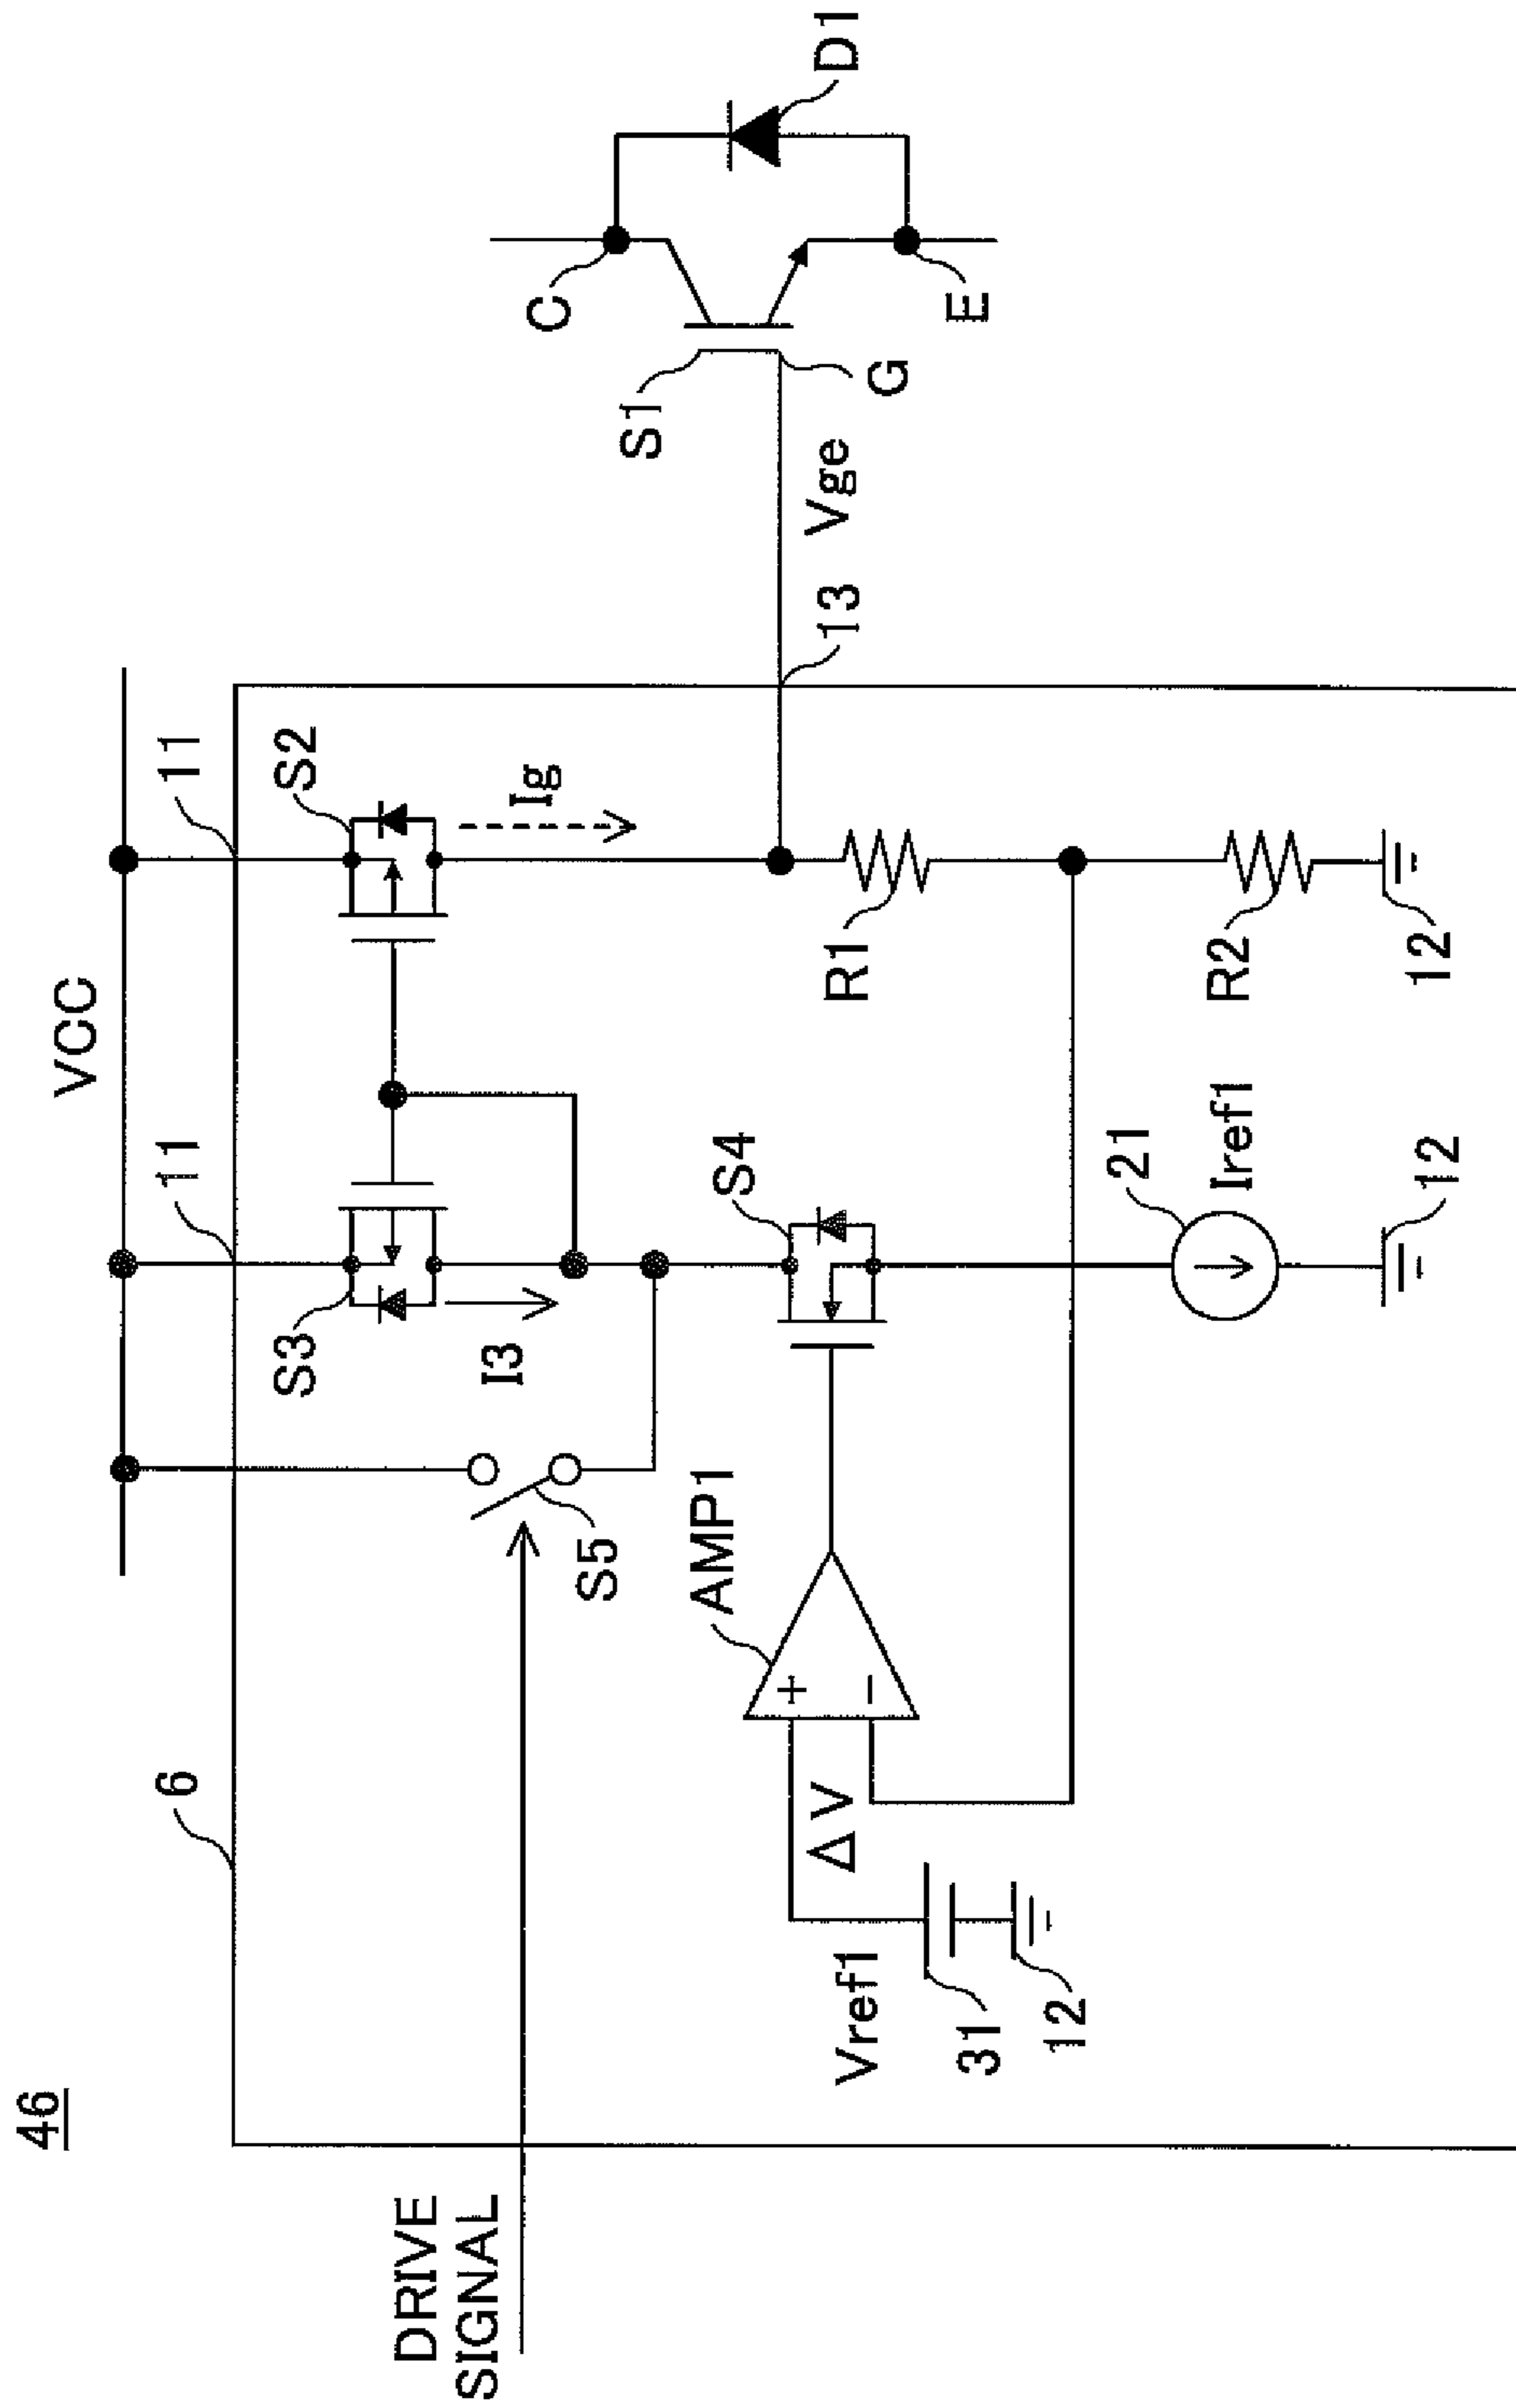 46
VCC
6
11
11
DRIVE
SIGNAL
S3
S2
I3
Ig
S5
C
D1
AMP1
S4
S1
+
−
ΔV
Vge
G
13
R1
E
Vref1
31
12
21
Iref1
R2
12
12